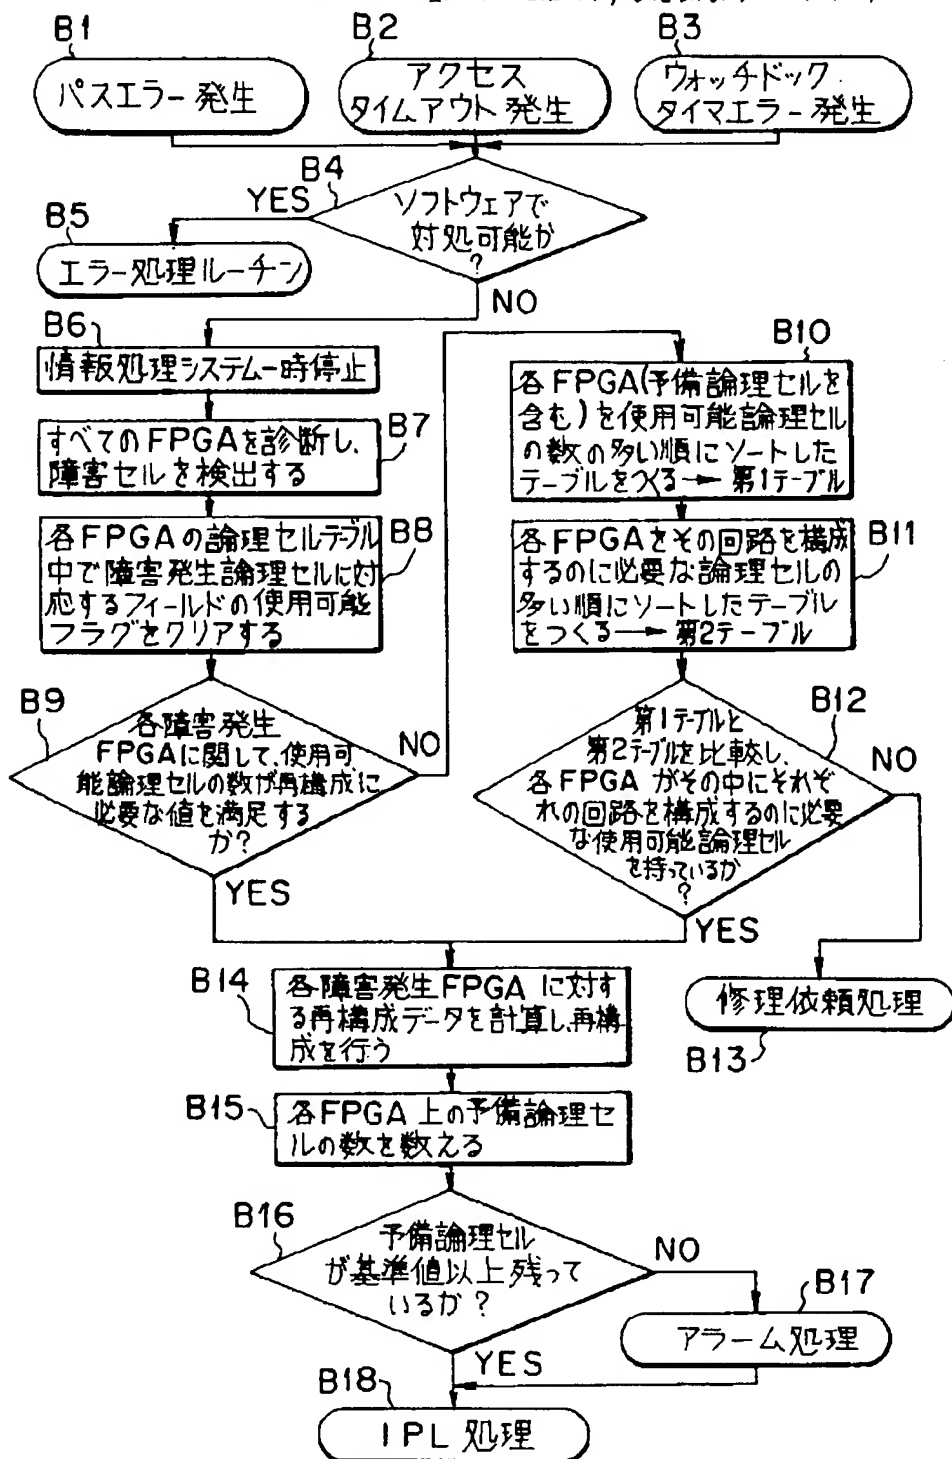 B1
パスエラー発生
B2
アクセス
タイムアウト発生
B3
ウォッチドック
タイマエラー発生
B4
ソフトウェアで
対処可能か
?
YES
NO
B5
エラー処理ルーチン
B6
情報処理システム一時停止
B7
すべてのFPGAを診断し、
障害セルを検出する
B8
各FPGAの論理セルテーブル
中で障害発生論理セルに対
応するフィールドの使用可能
フラグをクリアする
B9
各障害発生
FPGAに関して、使用可
能論理セルの数が再構成に
必要な値を満足する
か?
NO
YES
B10
各FPGA(予備論理セルを
含む)を使用可能論理セル
の数の多い順にソートした
テーブルをつくる→第1テーブル
B11
各FPGAをその回路を構成
するのに必要な論理セルの
多い順にソートしたテーブル
をつくる→第2テーブル
B12
第1テーブルと
第2テーブルを比較し、
各FPGAがその中にそれぞ
れの回路を構成するのに必要
な使用可能論理セル
を持っているか
?
NO
YES
修理依頼処理
B13
B14
各障害発生FPGAに対す
る再構成データを計算し、再構
成を行う
B15
各FPGA上の予備論理セ
ルの数を数える
B16
予備論理セル
が基準値以上残って
いるか?
NO
YES
B17
アラーム処理
B18
IPL処理